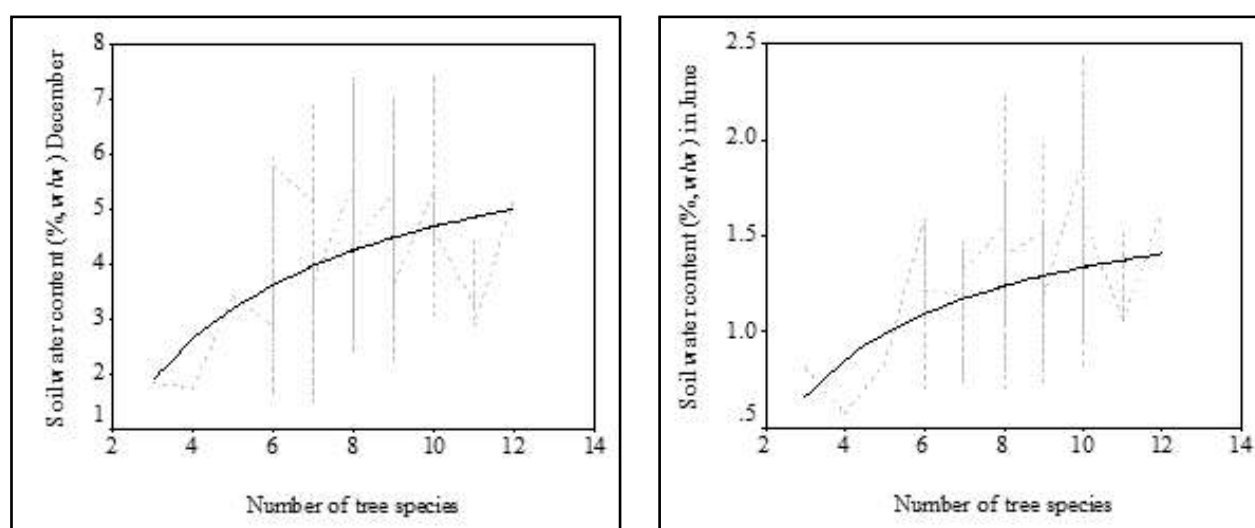 Soil water content (%, w/w) December
8
7
6
5
4
3
2
1
2 4 6 8 10 12 14
Number of tree species
Soil water content (%, w/w) in June
2.5
2.0
1.5
1.0
.5
2 4 6 8 10 12 14
Number of tree species